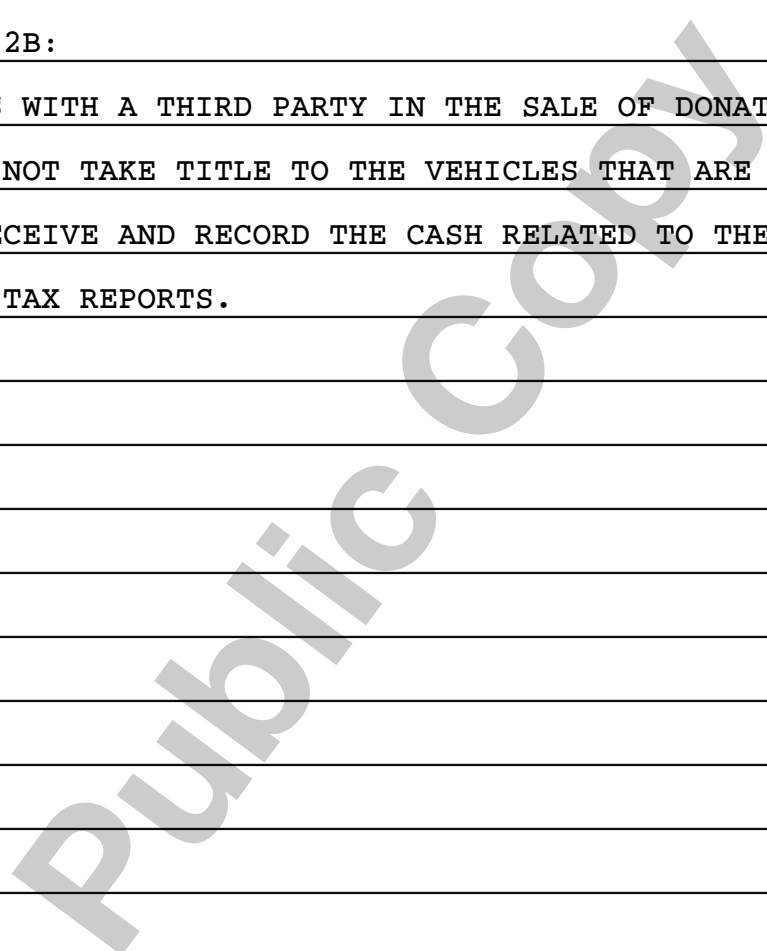 2B:
WITH A THIRD PARTY IN THE SALE OF DONAT
NOT TAKE TITLE TO THE VEHICLES THAT ARE
CEIVE AND RECORD THE CASH RELATED TO THE
TAX REPORTS.
Public Copy